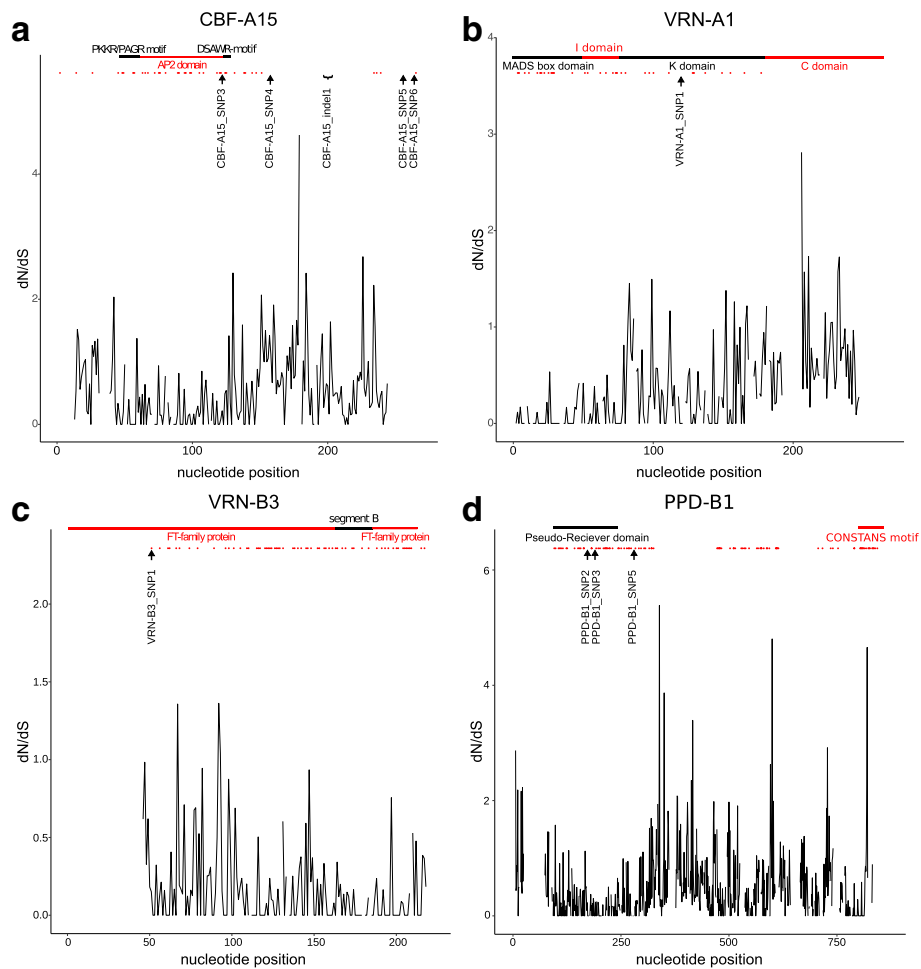 a
CBF-A15
PKKR/PAGR motif
DSAWR-motif
AP2 domain
CBF-A15_SNP3
CBF-A15_SNP4
CBF-A15_indel1
CBF-A15_SNP5
CBF-A15_SNP6
dN/dS
4
2
0
0
100
200
nucleotide position
b
VRN-A1
I domain
MADS box domain
K domain
C domain
VRN-A1_SNP1
dN/dS
4
3
2
1
0
0
100
200
nucleotide position
c
VRN-B3
segment B
FT-family protein
FT-family protein
VRN-B3_SNP1
dN/dS
2.0
1.5
1.0
0.5
0.0
0
50
100
150
200
nucleotide position
d
PPD-B1
Pseudo-Reciever domain
CONSTANS motif
PPD-B1_SNP2
PPD-B1_SNP3
PPD-B1_SNP5
dN/dS
6
4
2
0
0
250
500
750
nucleotide position